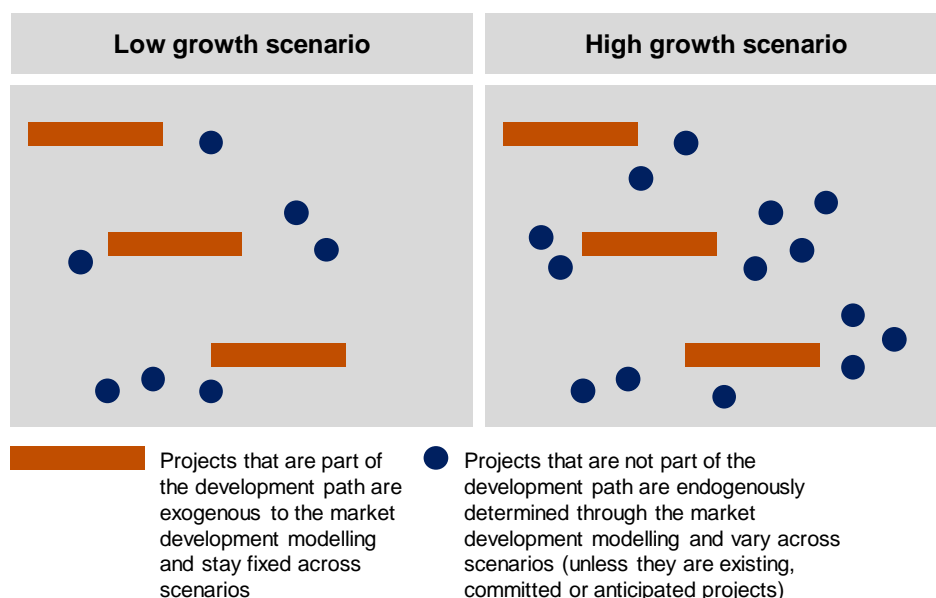 Low growth scenario
High growth scenario
Projects that are part of
the development path are
exogenous to the market
development modelling
and stay fixed across
scenarios
Projects that are not part of the
development path are endogenously
determined through the market
development modelling and vary across
scenarios (unless they are existing,
committed or anticipated projects)